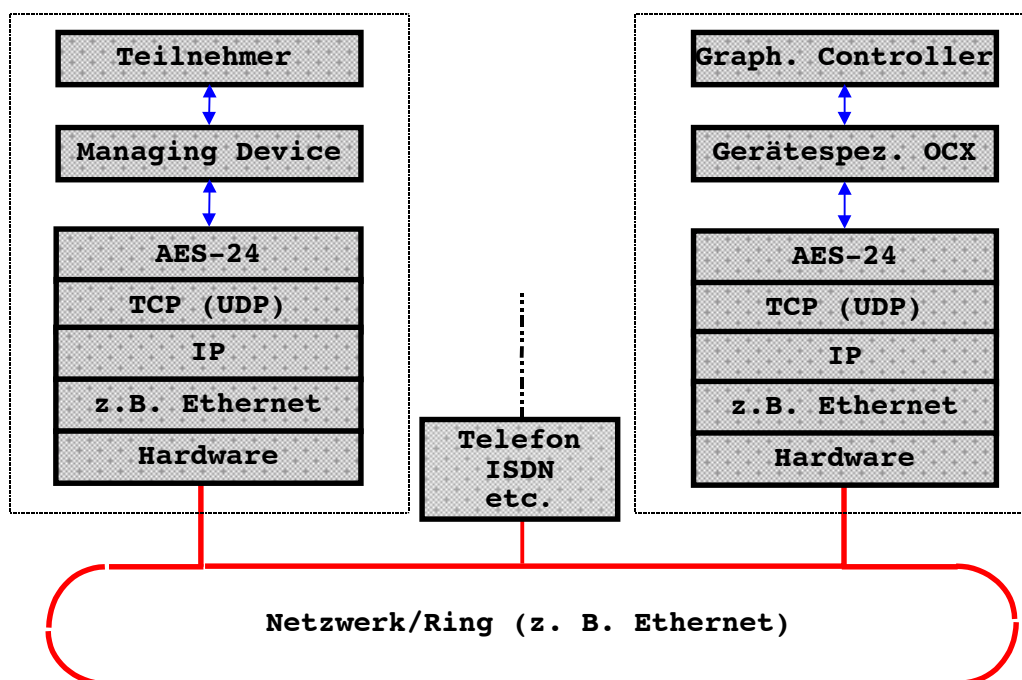 Teilnehmer
Managing Device
AES-24
TCP (UDP)
IP
z.B. Ethernet
Hardware
Telefon
ISDN
etc.
Graph. Controller
Gerätespez. OCX
AES-24
TCP (UDP)
IP
z.B. Ethernet
Hardware
Netzwerk/Ring (z. B. Ethernet)